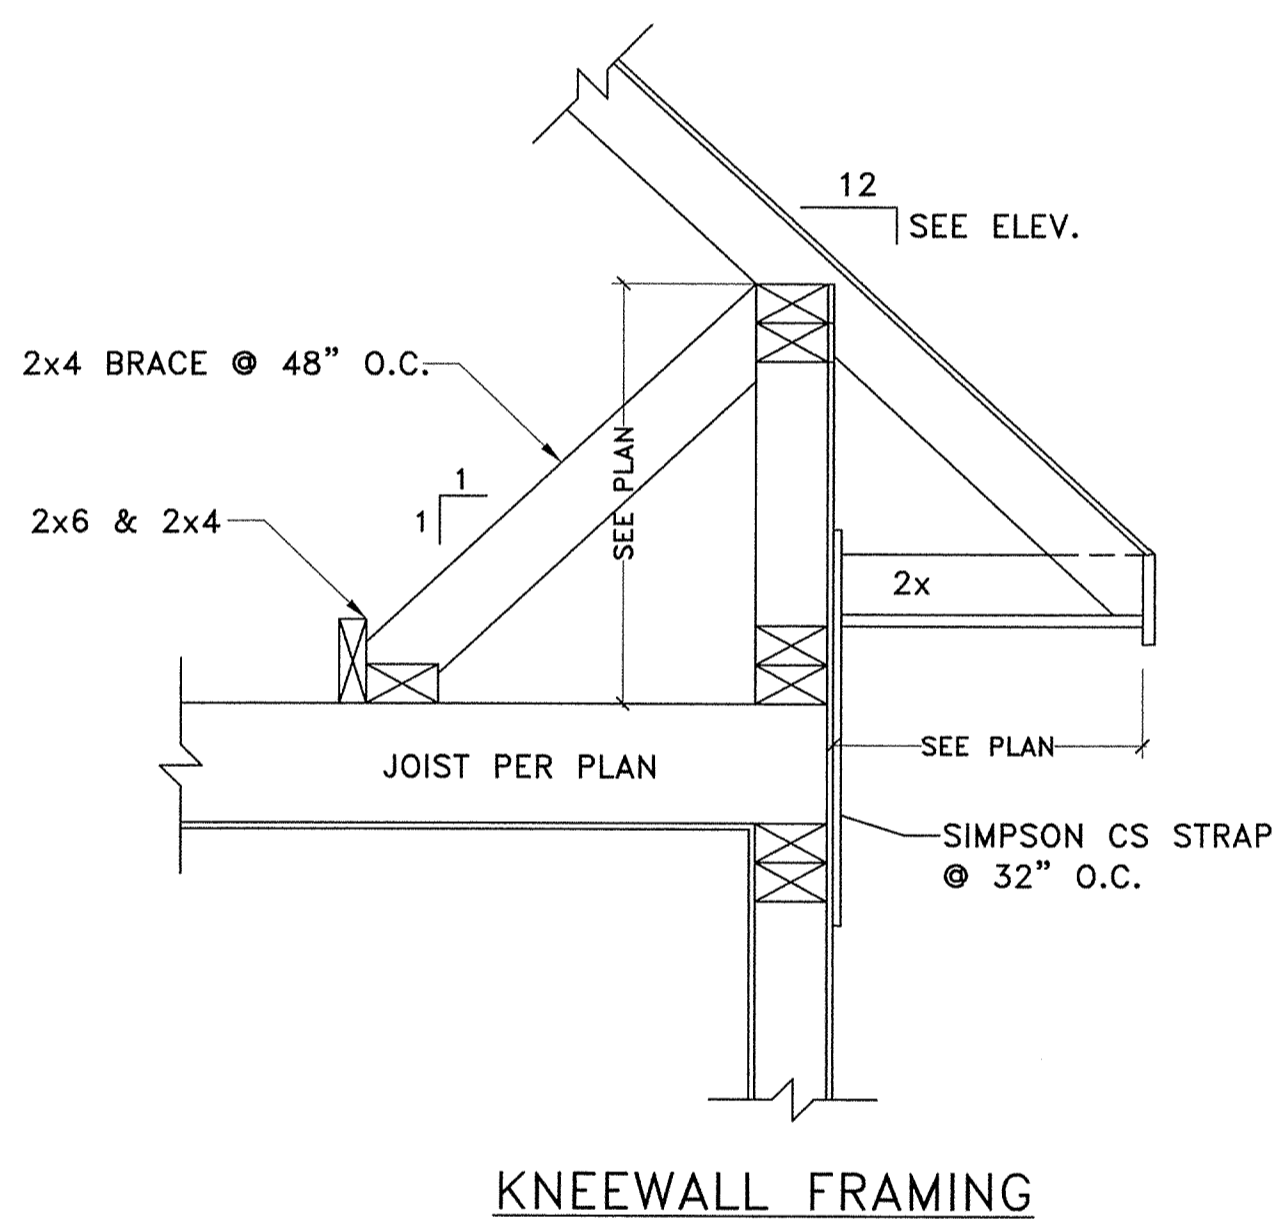 12
SEE ELEV.
2x4 BRACE @ 48” O.C.
SEE PLAN
1
1
2x6 & 2x4
2x
SEE PLAN
JOIST PER PLAN
SIMPSON CS STRAP
@ 32” O.C.
KNEEWALL FRAMING